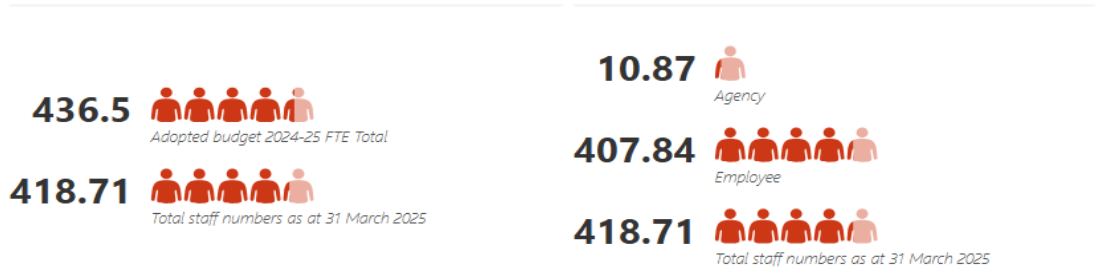 436.5
Adopted budget 2024-25 FTE Total
418.71
Total staff numbers as at 31 March 2025
10.87
Agency
407.84
Employee
418.71
Total staff numbers as at 31 March 2025